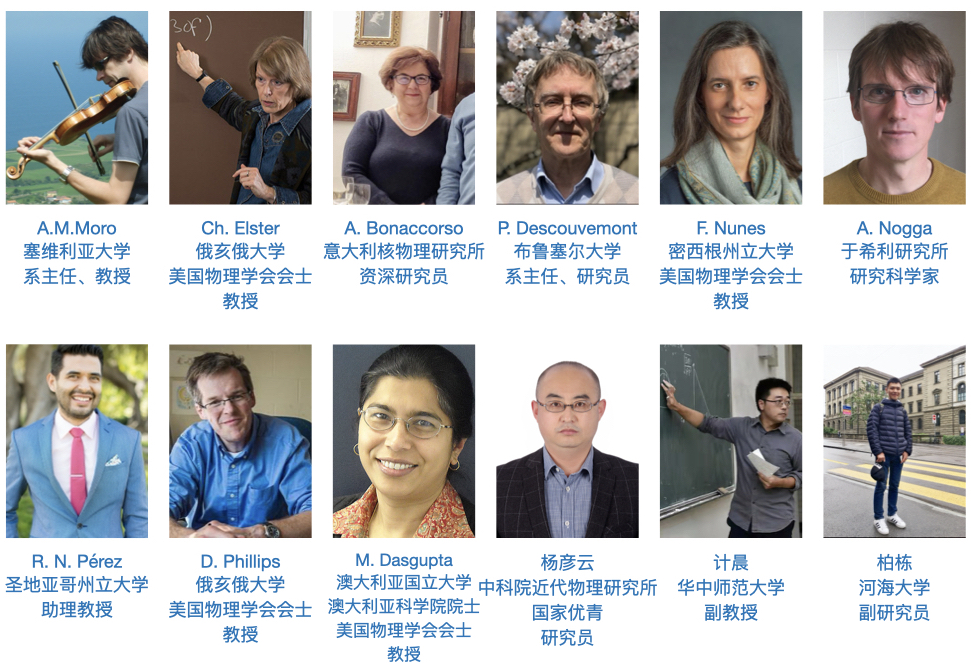 3σf)
A.M.Moro
塞维利亚大学
系主任、教授
Ch. Elster
俄亥俄大学
美国物理学会会士
教授
A. Bonaccorso
意大利核物理研究所
资深研究员
P. Descouvemont
布鲁塞尔大学
系主任、研究员
F. Nunes
密西根州立大学
美国物理学会会士
教授
A. Nogga
于希利研究所
研究科学家
R. N. Pérez
圣地亚哥州立大学
助理教授
D. Phillips
俄亥俄大学
美国物理学会会士
教授
M. Dasgupta
澳大利亚国立大学
澳大利亚科学院院士
美国物理学会会士
教授
杨彦云
中科院近代物理研究所
国家优青
研究员
计晨
华中师范大学
副教授
柏栋
河海大学
副研究员